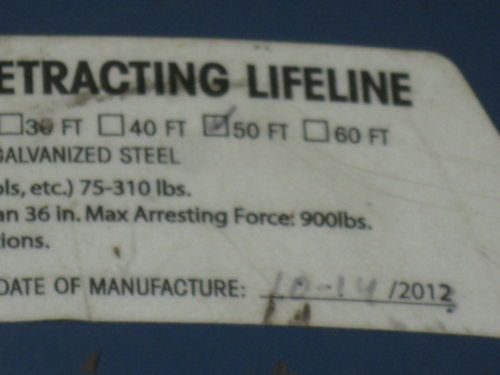 ETRACTING LIFELINE
30 FT 40 FT 50 FT 60 FT
GALVANIZED STEEL
ols, etc.) 75-310 lbs.
an 36 in. Max Arresting Force: 900lbs.
ions.
DATE OF MANUFACTURE: 10-14 /2012